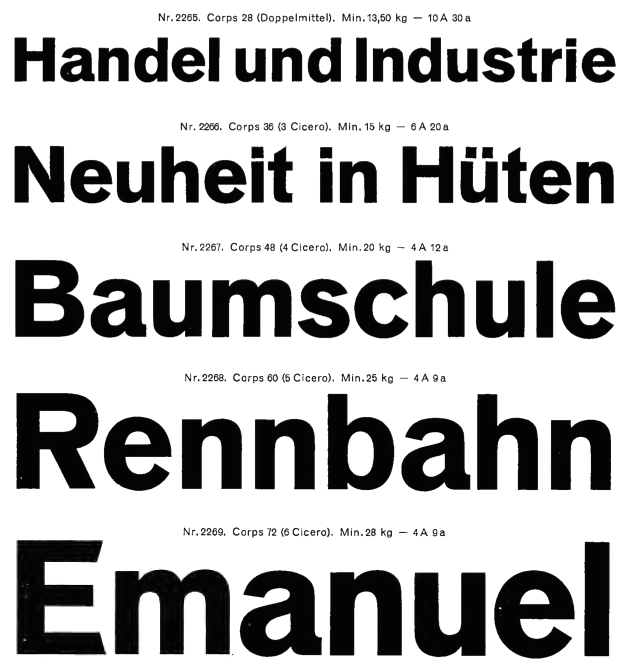 Nr. 2265. Corps 28 (Doppelmittel). Min. 13,50 kg — 10 A 30 a
Handel und Industrie
Nr. 2266. Corps 36 (3 Cicero). Min. 15 kg — 6 A 20 a
Neuheit in Hüten
Nr. 2267. Corps 48 (4 Cicero). Min. 20 kg — 4 A 12 a
Baumschule
Nr. 2268. Corps 60 (5 Cicero). Min. 25 kg — 4 A 9 a
Rennbahn
Nr. 2269. Corps 72 (6 Cicero). Min. 28 kg — 4 A 9 a
Emanuel